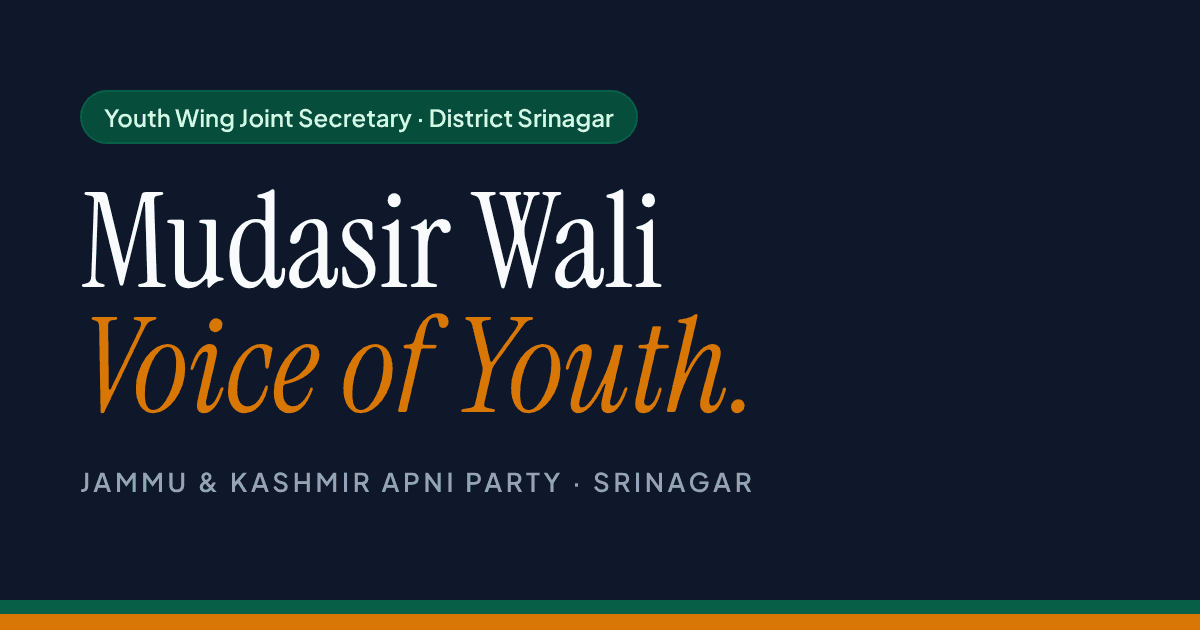 Youth Wing Joint Secretary · District Srinagar
Mudasir Wali
Voice of Youth.
JAMMU & KASHMIR APNI PARTY · SRINAGAR